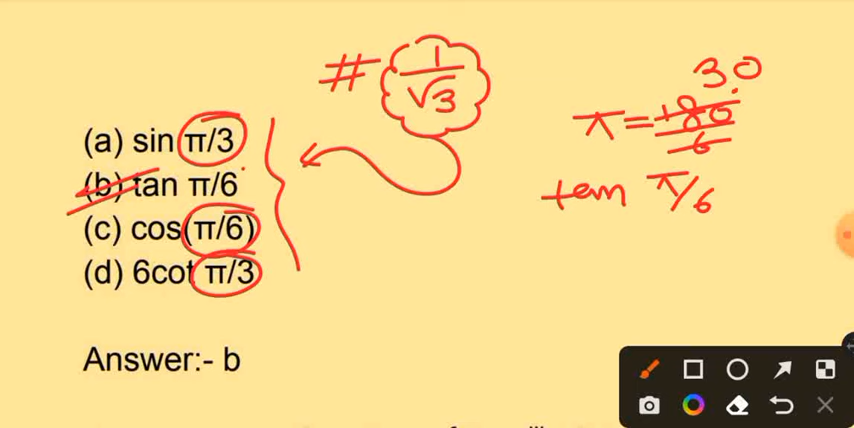 # 1/√3
30
π = 180/6
(a) sin π/3
(b) tan π/6
tan π/6
(c) cos(π/6)
(d) 6cot π/3
Answer:- b